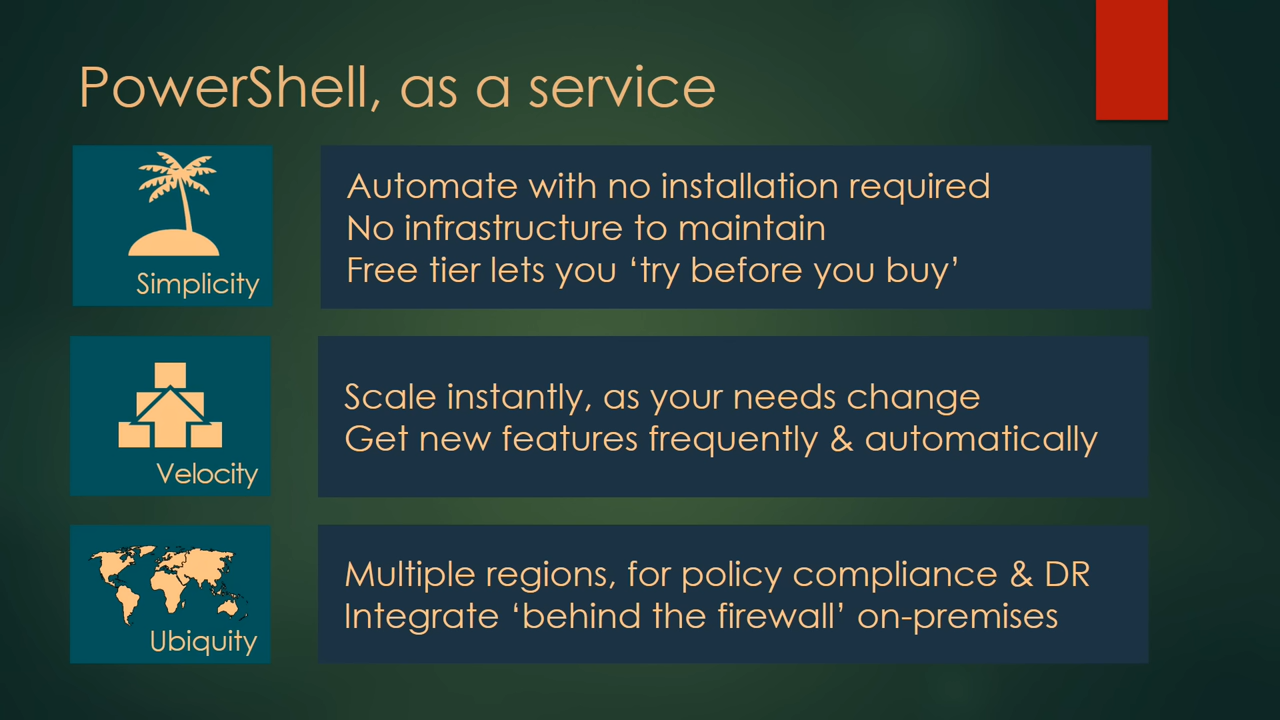 PowerShell, as a service
Simplicity
Automate with no installation required
No infrastructure to maintain
Free tier lets you ‘try before you buy’
Velocity
Scale instantly, as your needs change
Get new features frequently & automatically
Ubiquity
Multiple regions, for policy compliance & DR
Integrate ‘behind the firewall’ on-premises